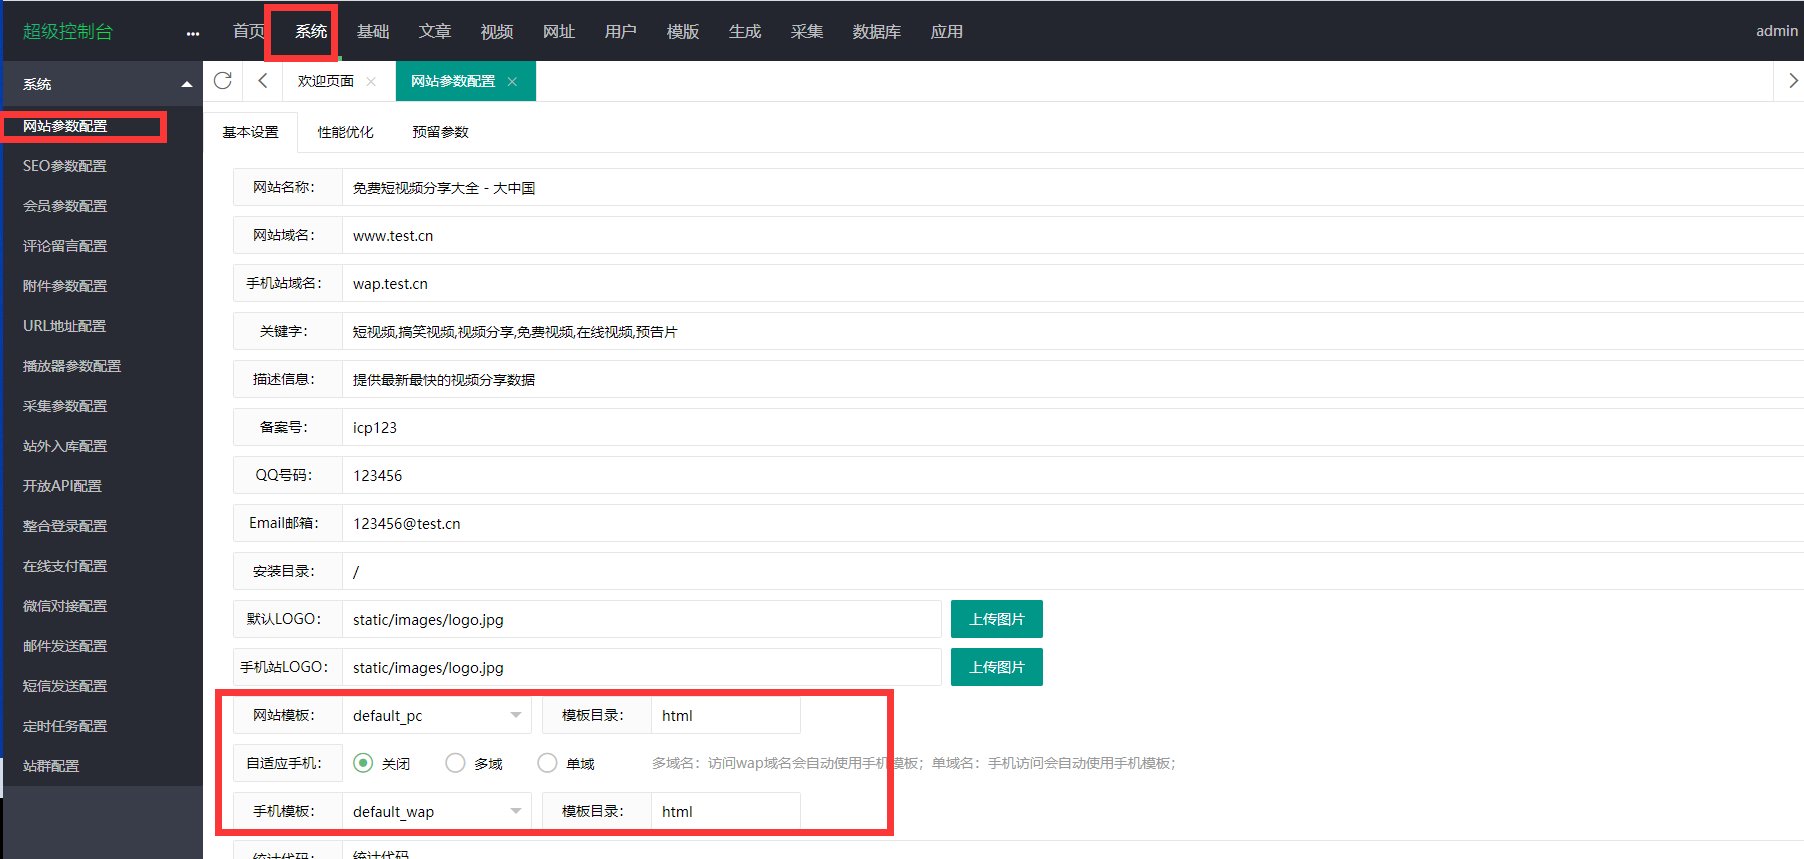 超级控制台 ... 首页 系统 基础 文章 视频 网址 用户 模版 生成 采集 数据库 应用 admin
系统
网站参数配置
SEO参数配置
会员参数配置
评论留言配置
附件参数配置
URL地址配置
播放器参数配置
采集参数配置
站外入库配置
开放API配置
整合登录配置
在线支付配置
微信对接配置
邮件发送配置
短信发送配置
定时任务配置
站群配置
欢迎页面 网站参数配置
基本设置 性能优化 预留参数
网站名称： 免费短视频分享大全 - 大中国
网站域名： www.test.cn
手机站域名： wap.test.cn
关键字： 短视频,搞笑视频,视频分享,免费视频,在线视频,预告片
描述信息： 提供最新最快的视频分享数据
备案号： icp123
QQ号码： 123456
Email邮箱： 123456@test.cn
安装目录： /
默认LOGO： static/images/logo.jpg 上传图片
手机站LOGO： static/images/logo.jpg 上传图片
网站模板： default_pc 模板目录： html
自适应手机： 关闭 多域 单域 多域名：访问wap域名会自动使用手机模板；单域名：手机访问会自动使用手机模板；
手机模板： default_wap 模板目录： html
统计代码： 统计代码